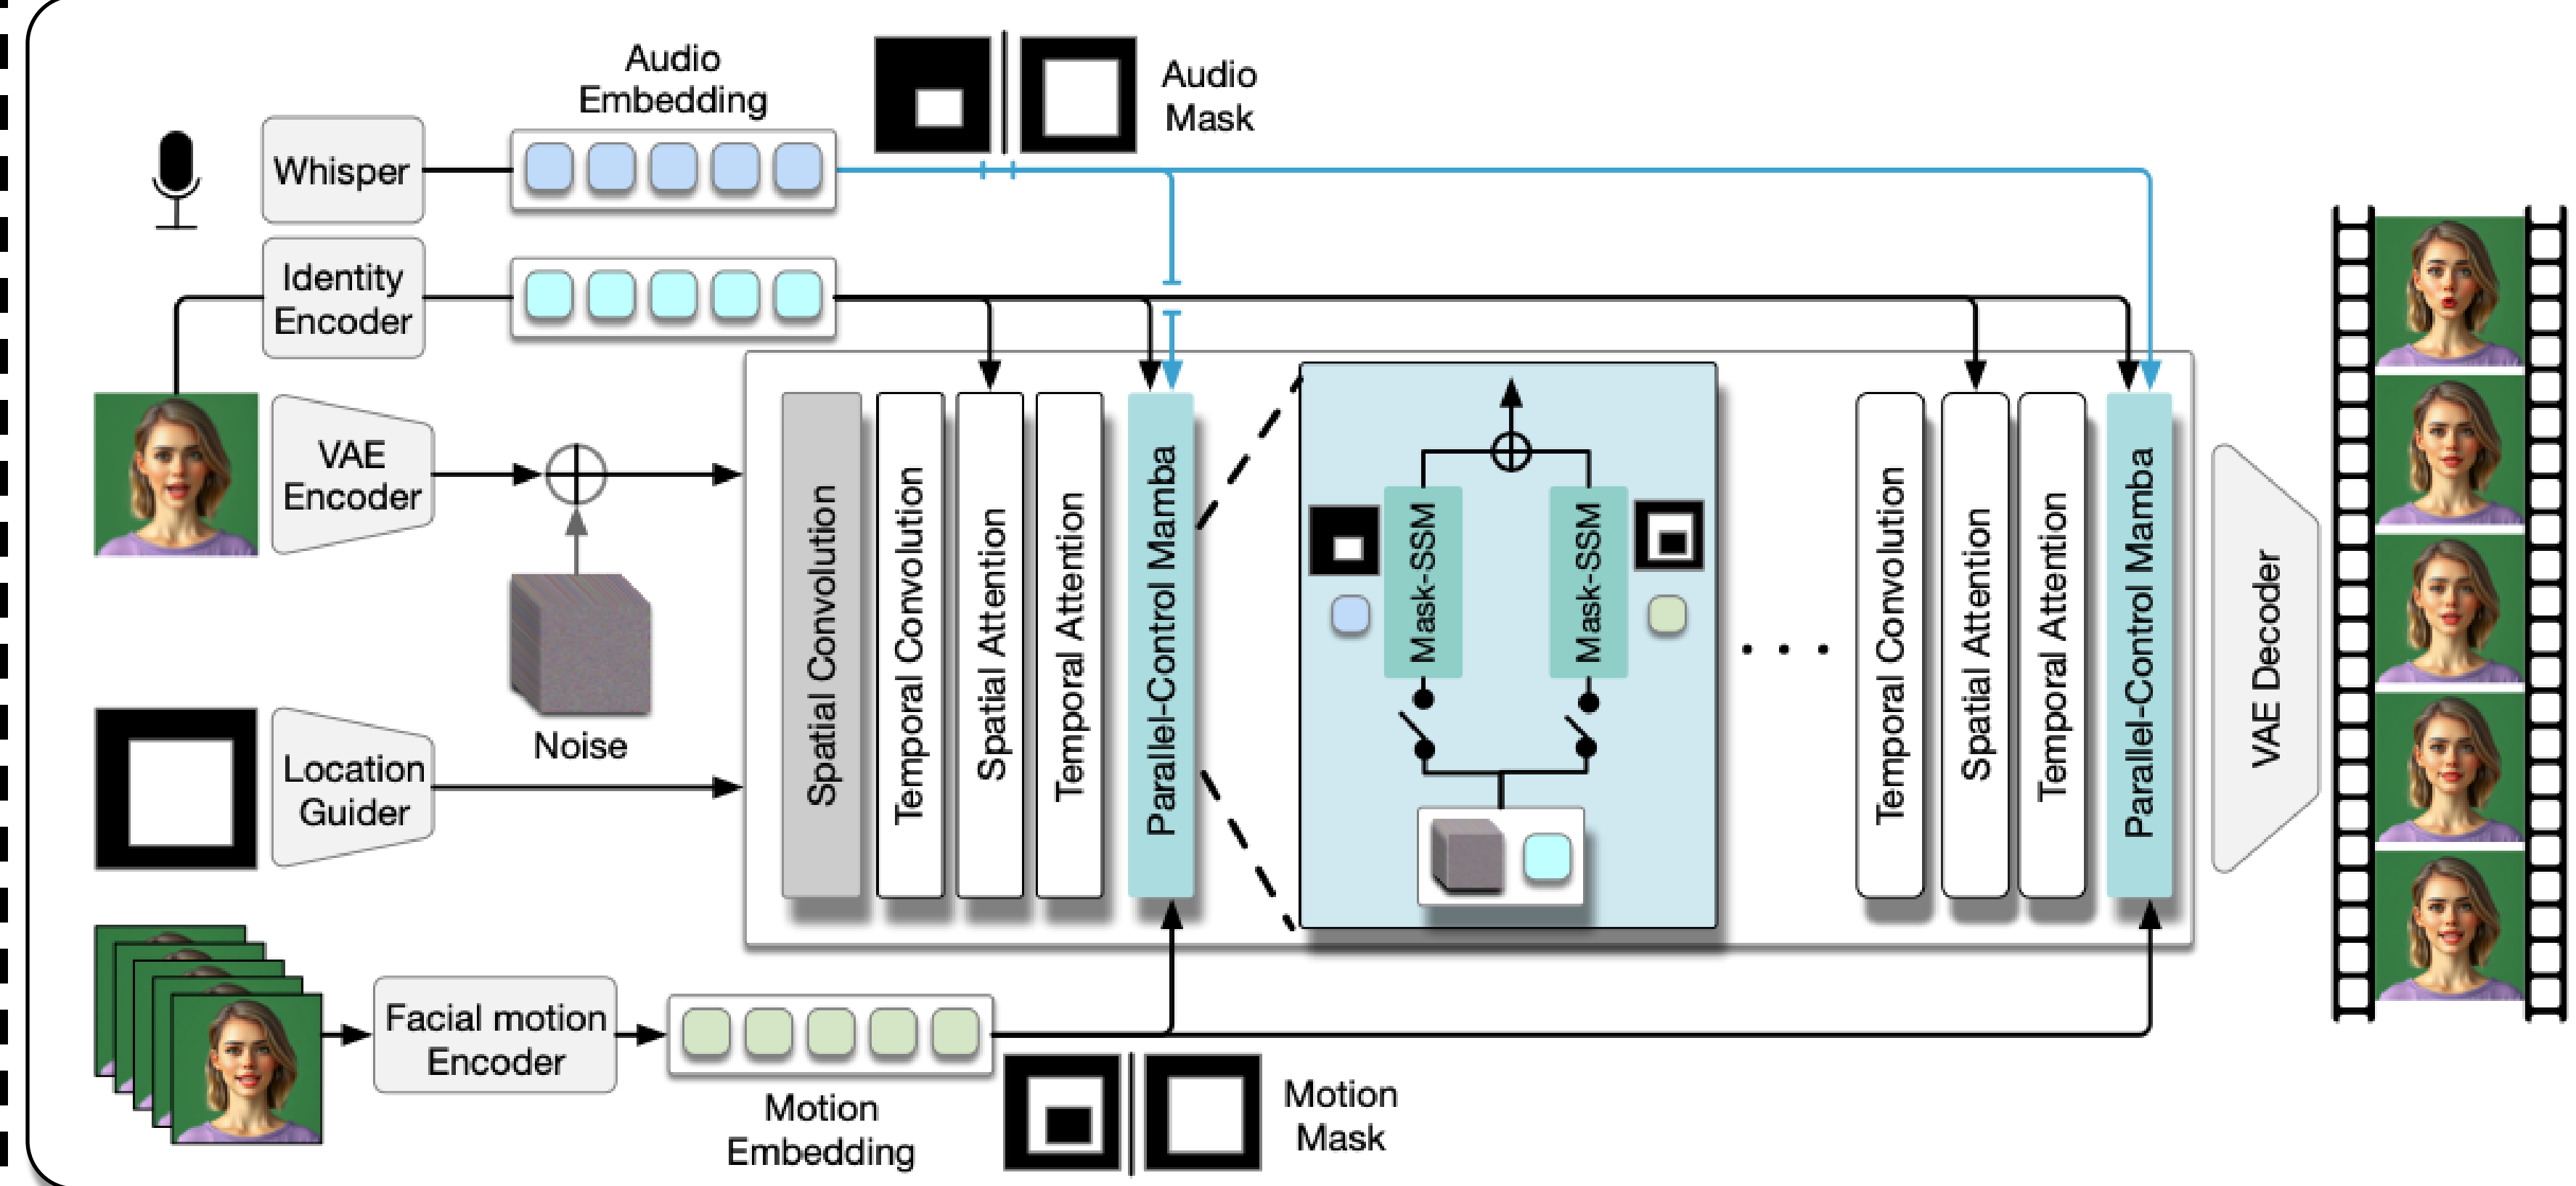 Audio
Embedding
Audio
Mask
Whisper
Identity
Encoder
VAE
Encoder
Noise
Location
Guider
Spatial Convolution
Temporal Convolution
Spatial Attention
Temporal Attention
Parallel-Control Mamba
Mask-SSM
Mask-SSM
. . .
Temporal Convolution
Spatial Attention
Temporal Attention
Parallel-Control Mamba
VAE Decoder
Facial motion
Encoder
Motion
Embedding
Motion
Mask